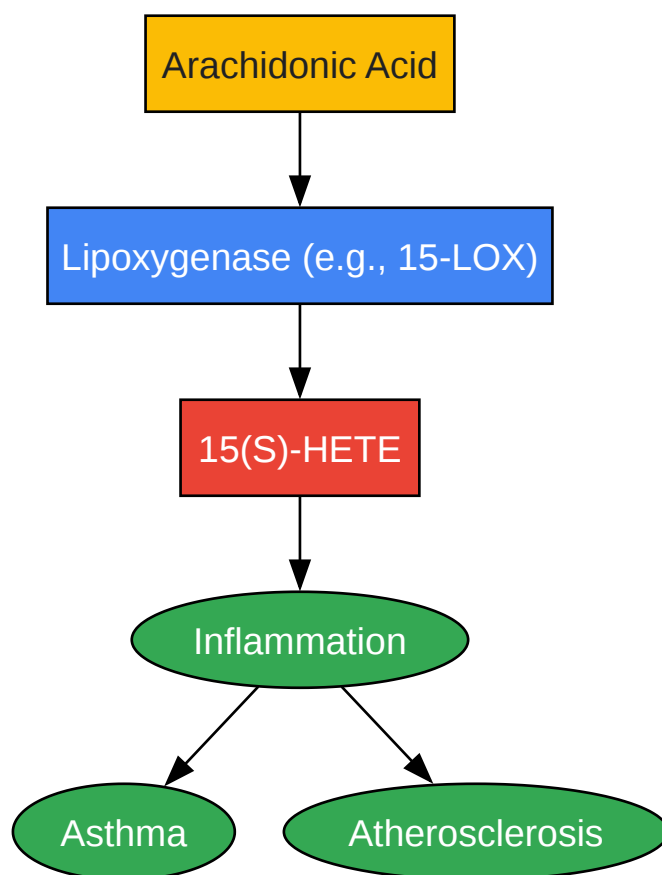 Arachidonic Acid
Lipoxygenase (e.g., 15-LOX)
15(S)-HETE
Inflammation
Asthma
Atherosclerosis